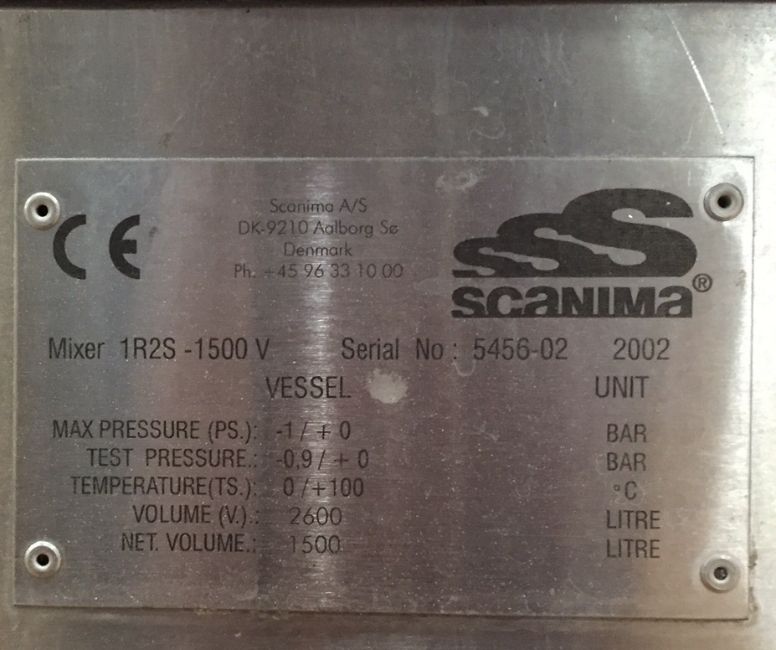 CE
Scanima A/S
DK-9210 Aalborg Sø
Denmark
Ph. +45 96 33 10 00
SSS
SCANIMA®
Mixer 1R2S -1500 V Serial No : 5456-02 2002
VESSEL UNIT
MAX PRESSURE (PS.): -1 / + 0 BAR
TEST PRESSURE.: -0,9 / + 0 BAR
TEMPERATURE(TS.): 0 /+100 °C
VOLUME (V.).: 2600 LITRE
NET. VOLUME.: 1500 LITRE